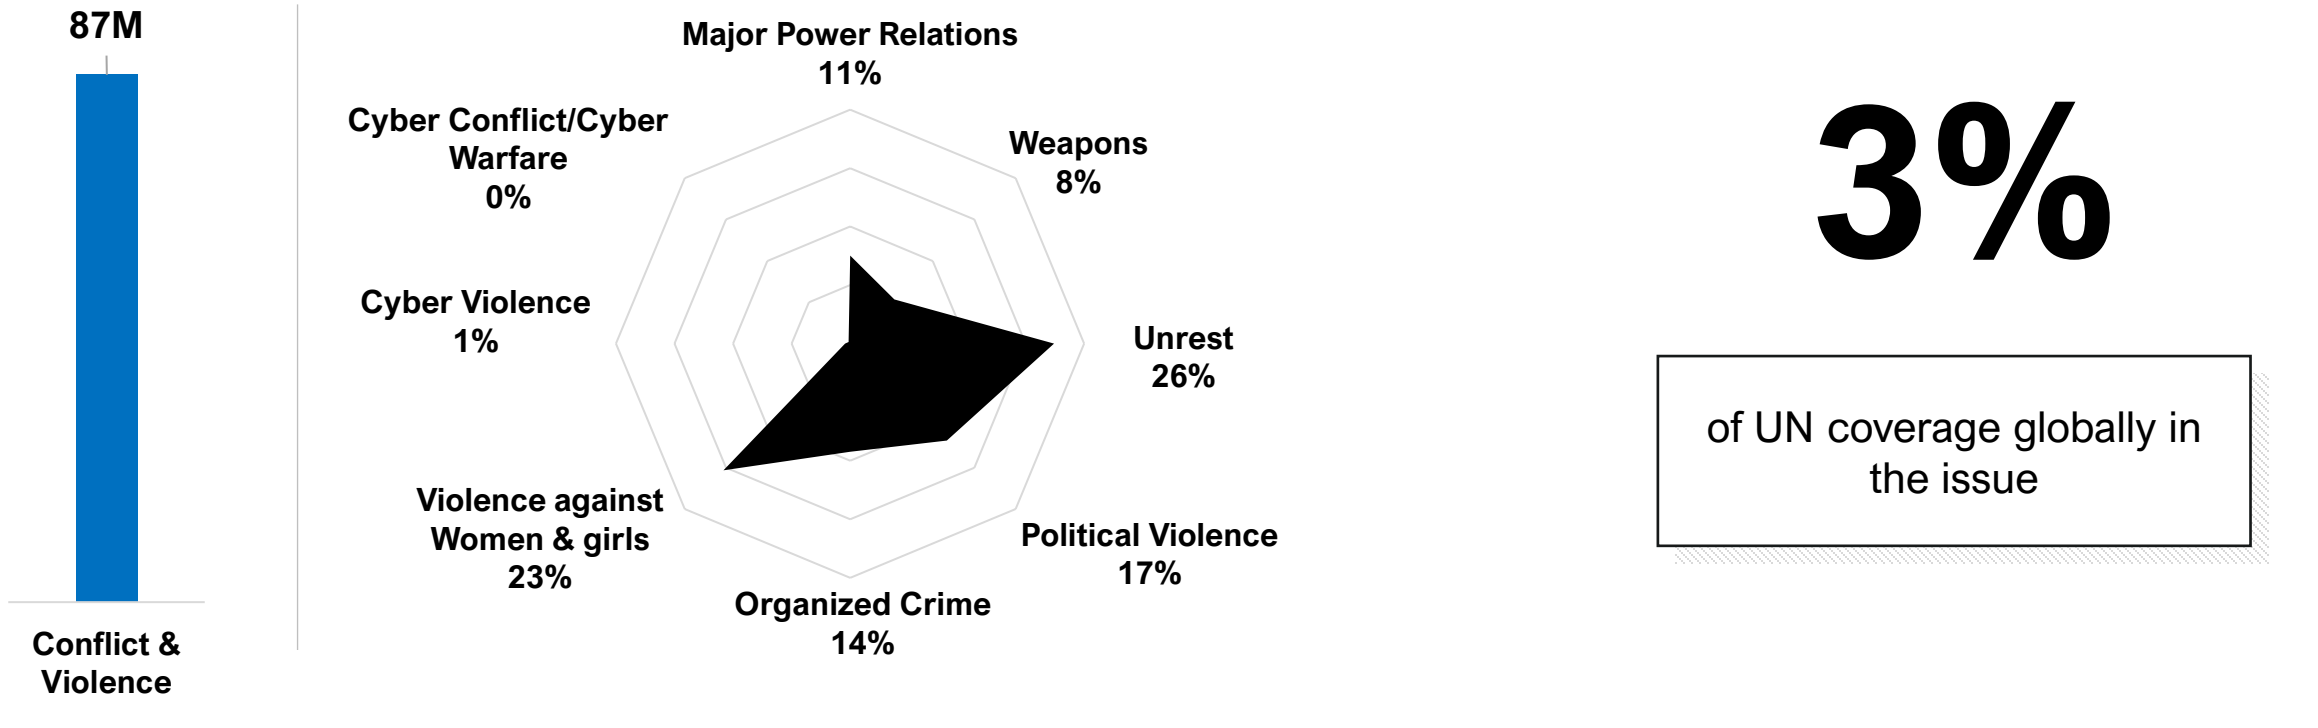 87M
Conflict &
Violence
Major Power Relations
11%
Weapons
8%
Unrest
26%
Political Violence
17%
Organized Crime
14%
Violence against
Women & girls
23%
Cyber Violence
1%
Cyber Conflict/Cyber
Warfare
0%
3%
of UN coverage globally in
the issue